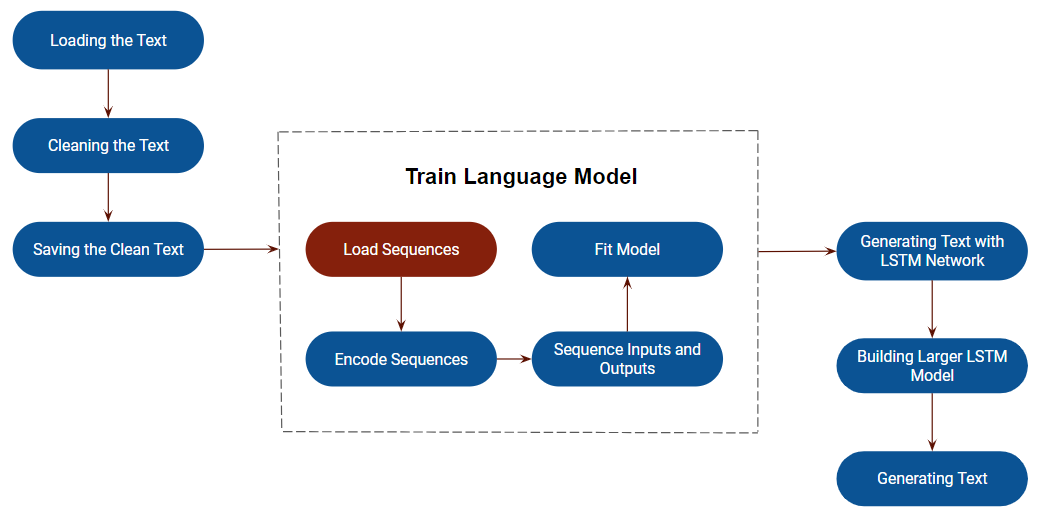 Loading the Text
Cleaning the Text
Saving the Clean Text
Train Language Model
Load Sequences
Encode Sequences
Sequence Inputs and
Outputs
Fit Model
Generating Text with
LSTM Network
Building Larger LSTM
Model
Generating Text